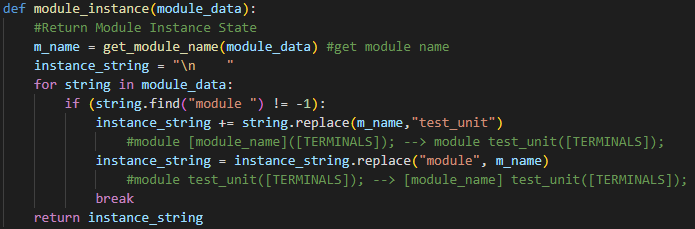 def module_instance(module_data):
    #Return Module Instance State
    m_name = get_module_name(module_data) #get module name
    instance_string = "\n    "
    for string in module_data:
        if (string.find("module ") != -1):
            instance_string += string.replace(m_name,"test_unit")
                #module [module_name]([TERMINALS]); --> module test_unit([TERMINALS];
            instance_string = instance_string.replace("module", m_name)
                #module test_unit([TERMINALS]); --> [module_name] test_unit([TERMINALS]);
            break
    return instance_string